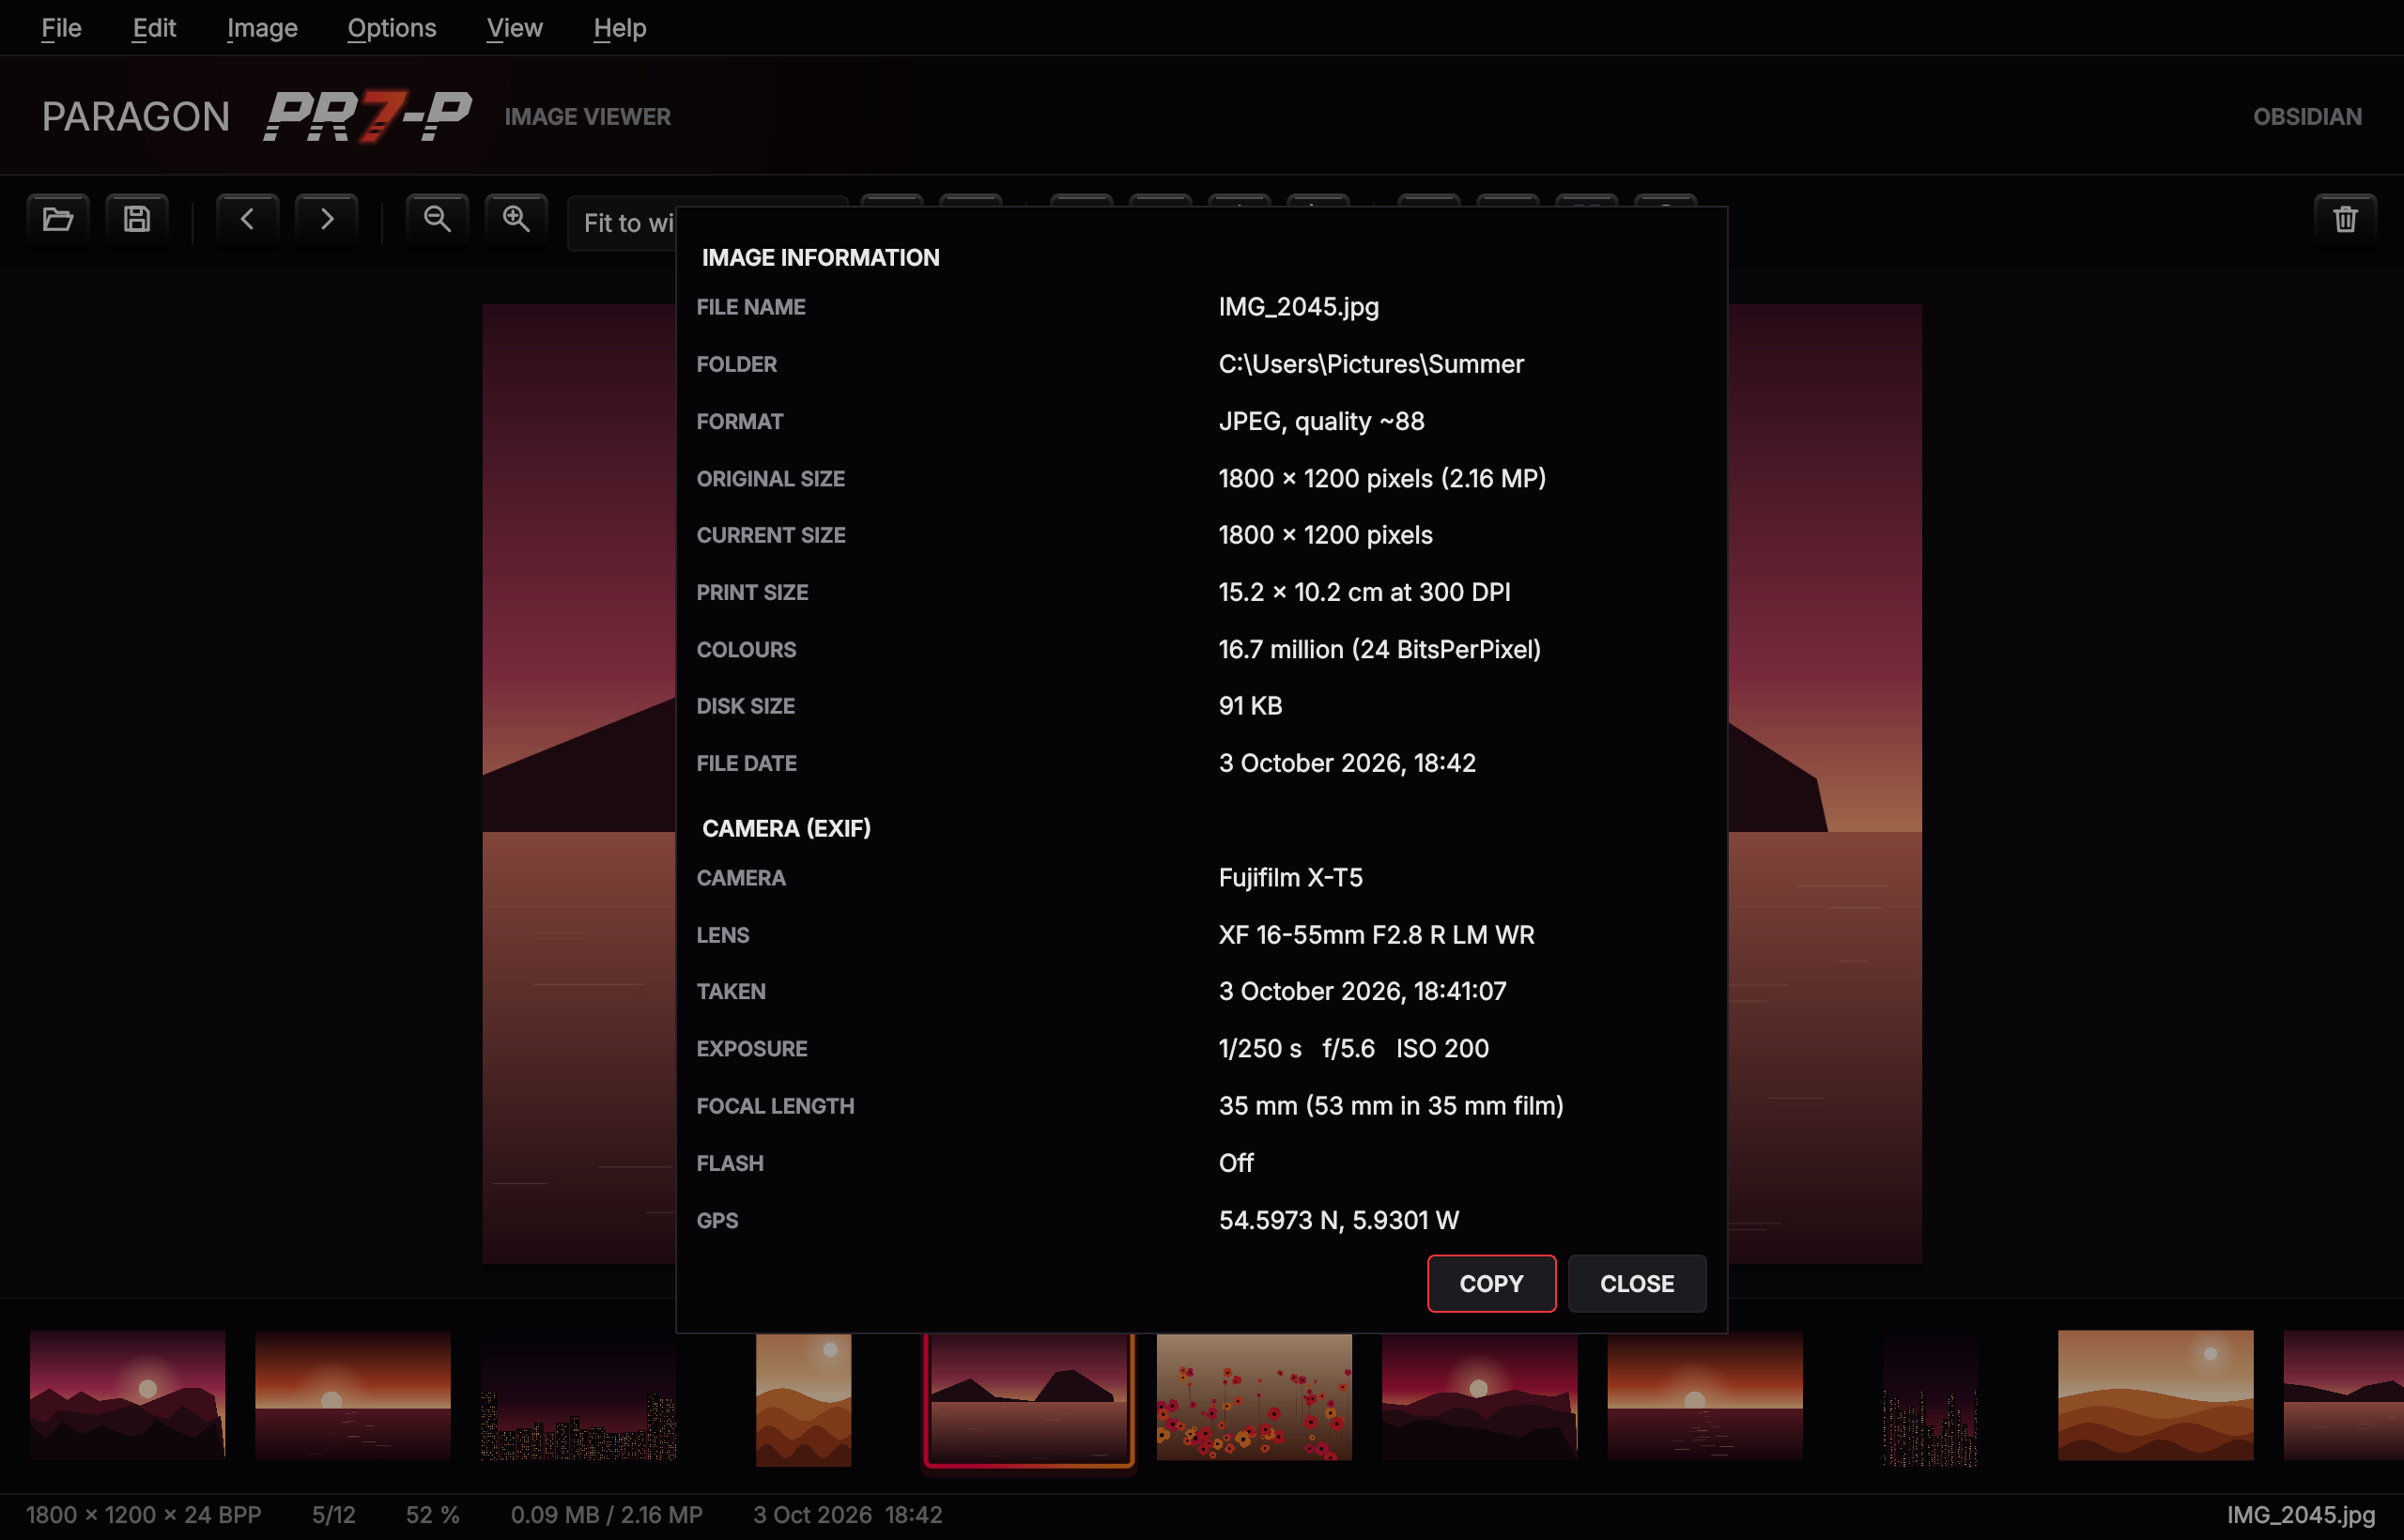 File Edit Image Options View Help
PARAGON PR7-P IMAGE VIEWER OBSIDIAN
Fit to wi
IMAGE INFORMATION
FILE NAME IMG_2045.jpg
FOLDER C:\Users\Pictures\Summer
FORMAT JPEG, quality ~88
ORIGINAL SIZE 1800 × 1200 pixels (2.16 MP)
CURRENT SIZE 1800 × 1200 pixels
PRINT SIZE 15.2 × 10.2 cm at 300 DPI
COLOURS 16.7 million (24 BitsPerPixel)
DISK SIZE 91 KB
FILE DATE 3 October 2026, 18:42
CAMERA (EXIF)
CAMERA Fujifilm X-T5
LENS XF 16-55mm F2.8 R LM WR
TAKEN 3 October 2026, 18:41:07
EXPOSURE 1/250 s f/5.6 ISO 200
FOCAL LENGTH 35 mm (53 mm in 35 mm film)
FLASH Off
GPS 54.5973 N, 5.9301 W
COPY CLOSE
1800 × 1200 × 24 BPP 5/12 52 % 0.09 MB / 2.16 MP 3 Oct 2026 18:42 IMG_2045.jpg